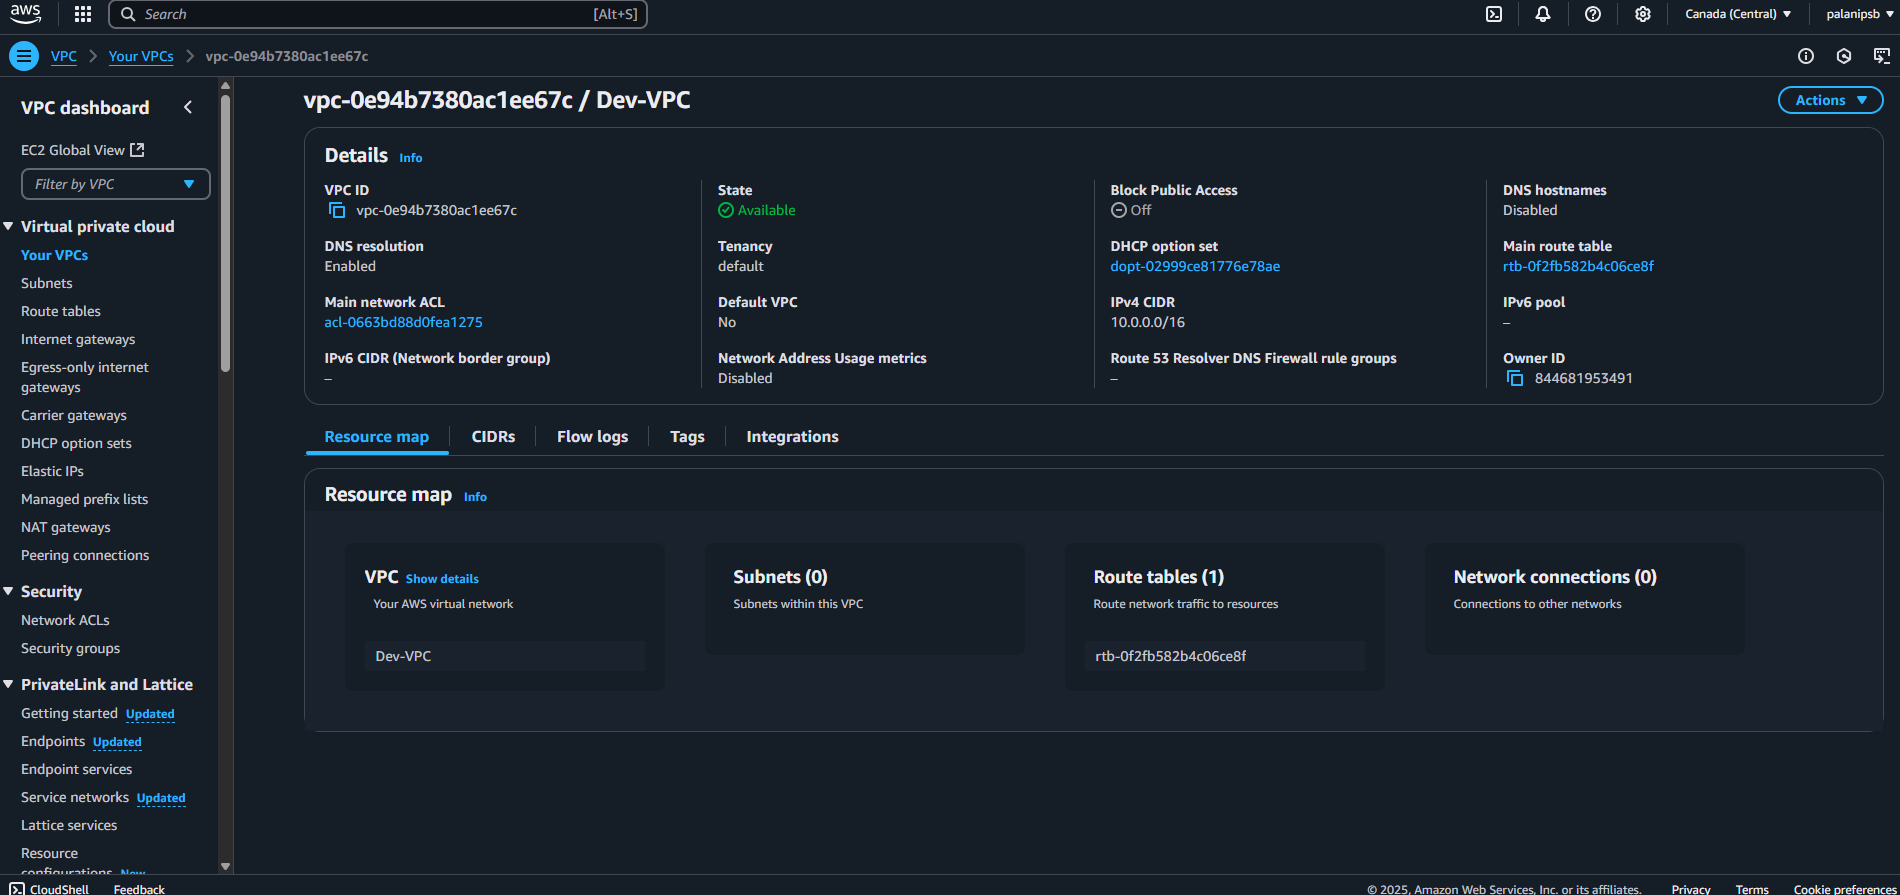 aws
Search [Alt+S]
Canada (Central)
palanipsb
VPC
Your VPCs
vpc-0e94b7380ac1ee67c
VPC dashboard
EC2 Global View
Filter by VPC
Virtual private cloud
Your VPCs
Subnets
Route tables
Internet gateways
Egress-only internet
gateways
Carrier gateways
DHCP option sets
Elastic IPs
Managed prefix lists
NAT gateways
Peering connections
Security
Network ACLs
Security groups
PrivateLink and Lattice
Getting started Updated
Endpoints Updated
Endpoint services
Service networks Updated
Lattice services
Resource
configurations New
vpc-0e94b7380ac1ee67c / Dev-VPC
Actions
Details Info
VPC ID
vpc-0e94b7380ac1ee67c
State
Available
Block Public Access
Off
DNS hostnames
Disabled
DNS resolution
Enabled
Tenancy
default
DHCP option set
dopt-02999ce81776e78ae
Main route table
rtb-0f2fb582b4c06ce8f
Main network ACL
acl-0663bd88d0fea1275
Default VPC
No
IPv4 CIDR
10.0.0.0/16
IPv6 pool
–
IPv6 CIDR (Network border group)
–
Network Address Usage metrics
Disabled
Route 53 Resolver DNS Firewall rule groups
–
Owner ID
844681953491
Resource map
CIDRs
Flow logs
Tags
Integrations
Resource map Info
VPC Show details
Your AWS virtual network
Dev-VPC
Subnets (0)
Subnets within this VPC
Route tables (1)
Route network traffic to resources
rtb-0f2fb582b4c06ce8f
Network connections (0)
Connections to other networks
CloudShell
Feedback
© 2025, Amazon Web Services, Inc. or its affiliates.
Privacy
Terms
Cookie preferences